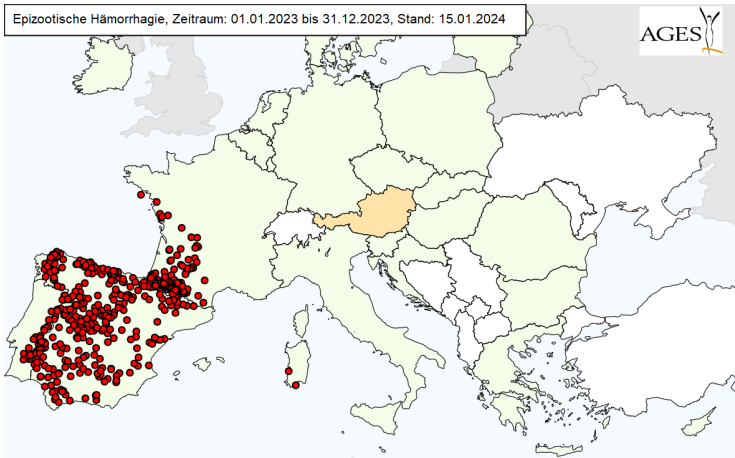 Epizootische Hämorrhagie, Zeitraum: 01.01.2023 bis 31.12.2023, Stand: 15.01.2024
AGES